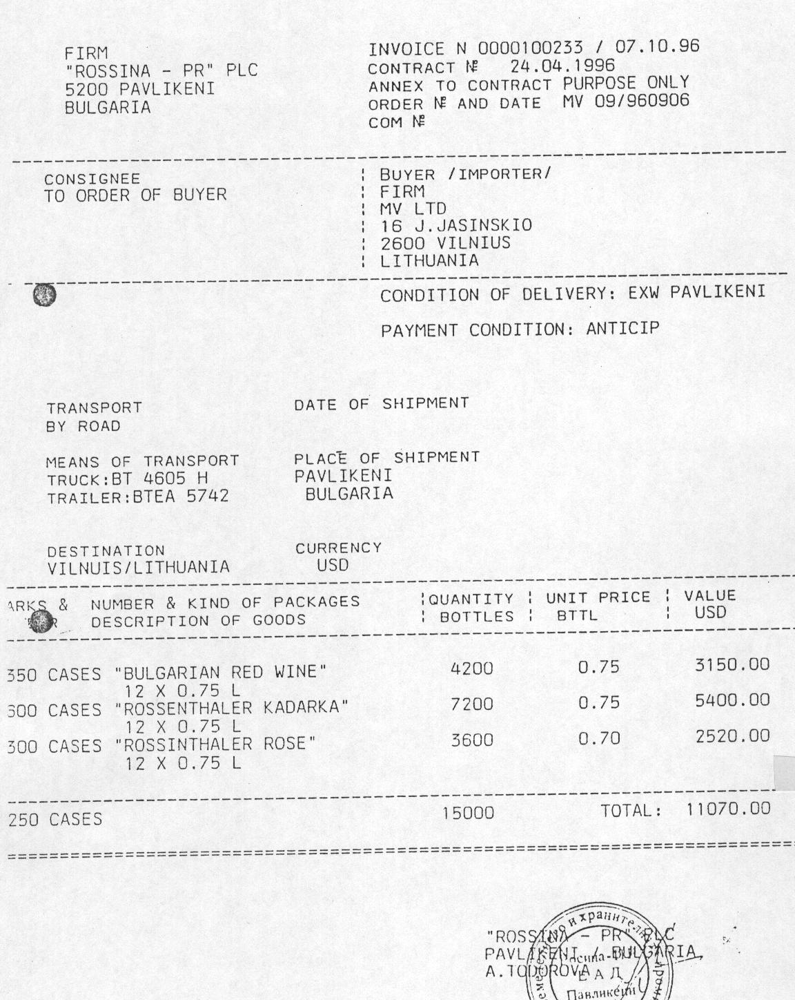 FIRM
"ROSSINA - PR" PLC
5200 PAVLIKENI
BULGARIA
INVOICE N 0000100233 / 07.10.96
CONTRACT № 24.04.1996
ANNEX TO CONTRACT PURPOSE ONLY
ORDER № AND DATE MV 09/960906
COM №
CONSIGNEE
TO ORDER OF BUYER
BUYER /IMPORTER/
FIRM
MV LTD
16 J.JASINSKIO
2600 VILNIUS
LITHUANIA
CONDITION OF DELIVERY: EXW PAVLIKENI
PAYMENT CONDITION: ANTICIP
TRANSPORT
BY ROAD
DATE OF SHIPMENT
MEANS OF TRANSPORT
TRUCK:BT 4605 H
TRAILER:BTEA 5742
PLACE OF SHIPMENT
PAVLIKENI
BULGARIA
DESTINATION
VILNUIS/LITHUANIA
CURRENCY
USD
ARKS & NUMBER & KIND OF PACKAGES QUANTITY UNIT PRICE VALUE
DESCRIPTION OF GOODS BOTTLES BTTL USD
350 CASES "BULGARIAN RED WINE" 4200 0.75 3150.00
12 X 0.75 L
600 CASES "ROSSENTHALER KADARKA" 7200 0.75 5400.00
12 X 0.75 L
300 CASES "ROSSINTHALER ROSE" 3600 0.70 2520.00
12 X 0.75 L
250 CASES 15000 TOTAL: 11070.00
"ROSSINA - PR" PLC
PAVLIKENI / BULGARIA
A.TODOROVA
и хранител
ЕАД
Павликени